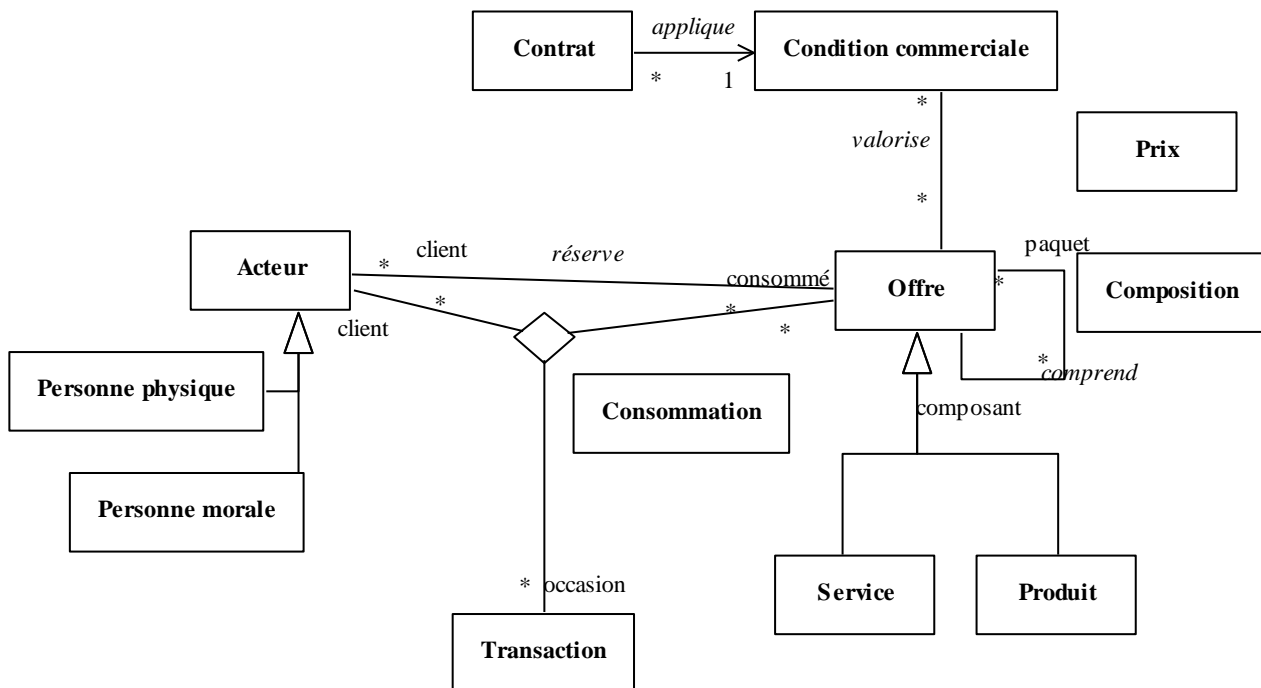 applique
Contrat
Condition commerciale
* 1
*
valorise
Prix
*
client réserve
paquet
Acteur
*
consommé
Offre
*
Composition
*
client
*
*
Personne physique
*
comprend
Consommation
composant
Personne morale
* occasion
Service
Produit
Transaction